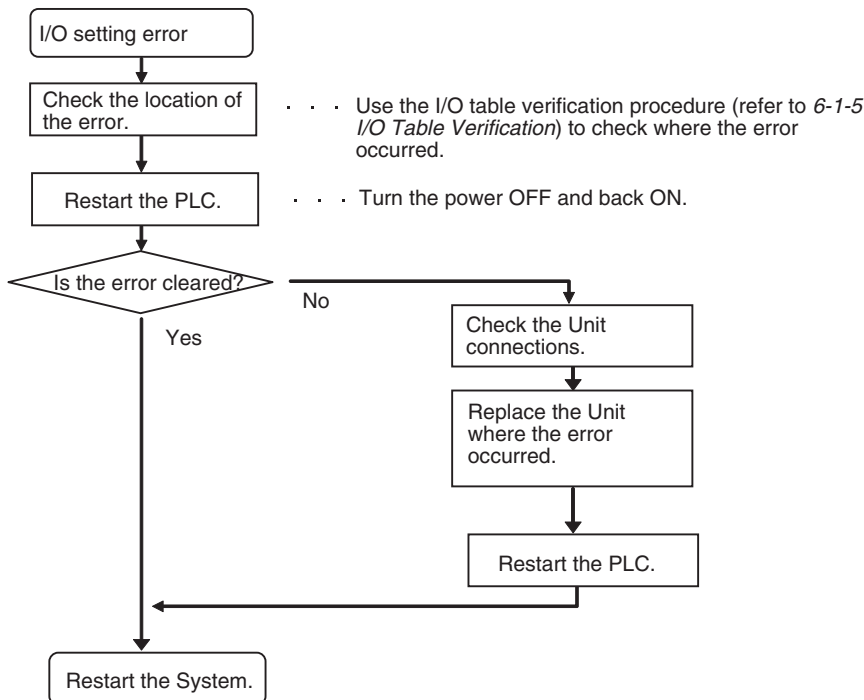 I/O setting error
Check the location of
the error.
· · · Use the I/O table verification procedure (refer to 6-1-5
I/O Table Verification) to check where the error
occurred.
Restart the PLC.
· · · Turn the power OFF and back ON.
Is the error cleared?
No
Yes
Check the Unit
connections.
Replace the Unit
where the error
occurred.
Restart the PLC.
Restart the System.